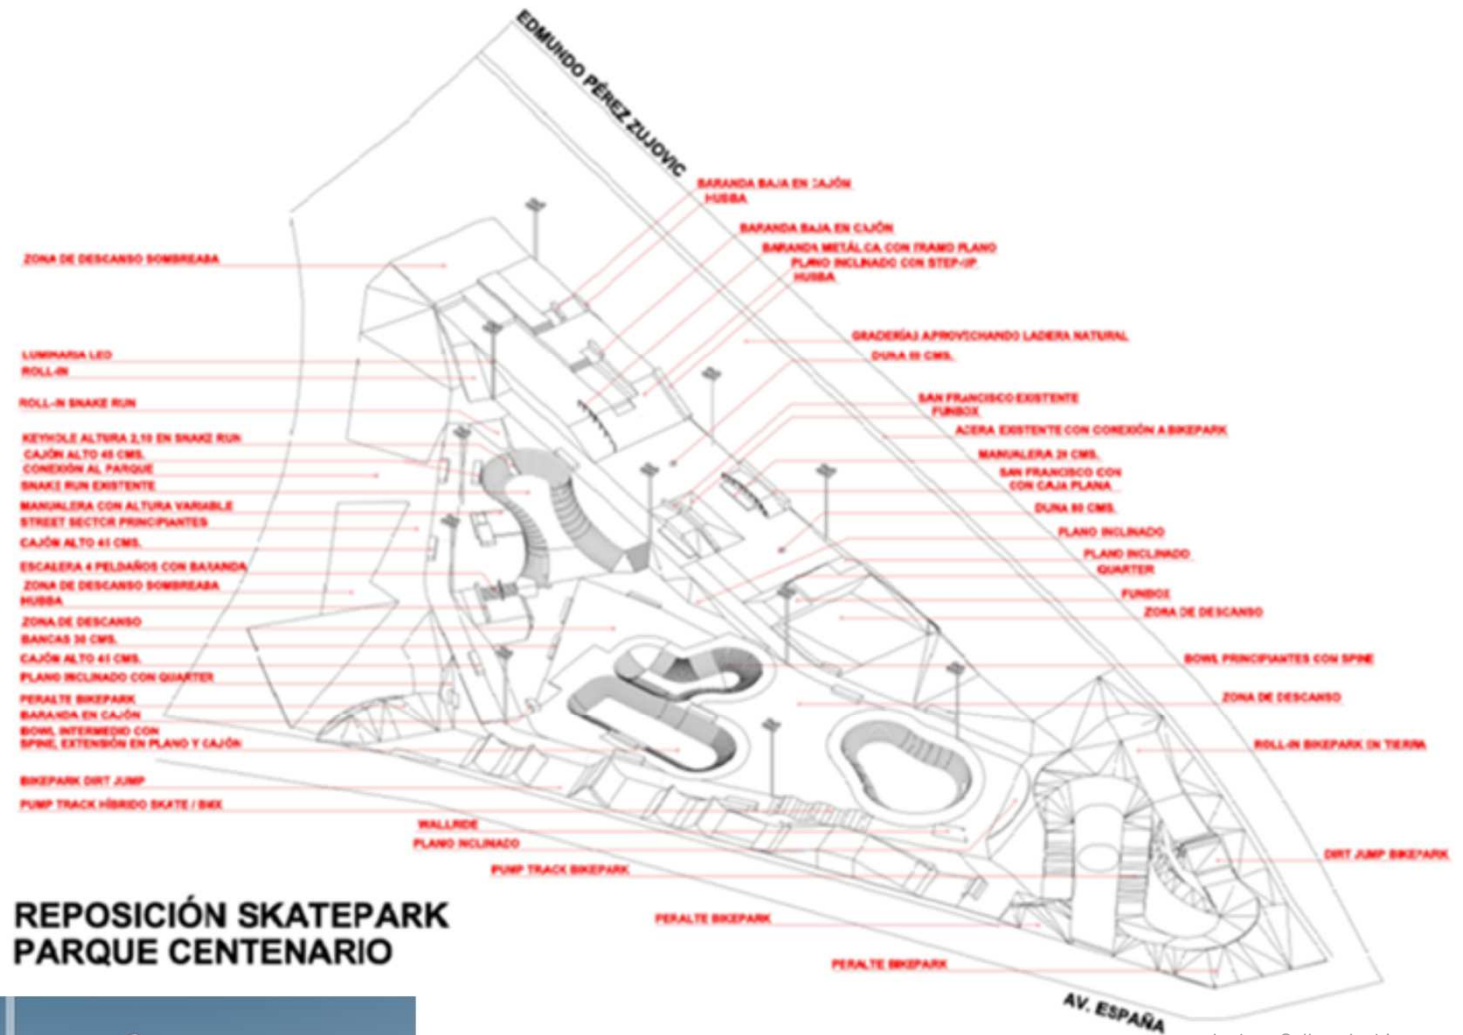 EDMUNDO PÉREZ ZUJOVIC
BARANDA BAJA EN CAJÓN
HUBBA
BARANDA BAJA EN CAJÓN
BARANDA METÁLICA CON TRAMO PLANO
PLANO INCLINADO CON STEP-UP
HUBBA
ZONA DE DESCANSO SOMBREABA
GRADERÍAS APROVECHANDO LADERA NATURAL
DUNA CMS.
LUMINARIA LED
ROLL-IN
ROLL-IN SNAKE RUN
SAN FRANCISCO EXISTENTE
FUNBOX
ACERA EXISTENTE CON CONEXIÓN A BIKEPARK
KEYHOLE ALTURA 2,10 EN SNAKE RUN
CAJÓN ALTO 45 CMS.
CONEXIÓN AL PARQUE
SNAKE RUN EXISTENTE
MANUALERA CMS.
SAN FRANCISCO CON
CON CAJA PLANA
MANUALERA CON ALTURA VARIABLE
STREET SECTOR PRINCIPIANTES
CAJÓN ALTO CMS.
DUNA CMS.
PLANO INCLINADO
PLANO INCLINADO
QUARTER
ESCALERA 4 PELDAÑOS CON BARANDA
ZONA DE DESCANSO SOMBREABA
HUBBA
ZONA DE DESCANSO
BANCAS 30 CMS.
CAJÓN ALTO CMS.
PLANO INCLINADO CON QUARTER
FUNBOX
ZONA DE DESCANSO
BOWL PRINCIPIANTES CON SPINE
ZONA DE DESCANSO
PERALTE BIKEPARK
BARANDA EN CAJÓN
BOWL INTERMEDIO CON
SPINE, EXTENSIÓN EN PLANO Y CAJÓN
ROLL-IN BIKEPARK EN TIERRA
BIKEPARK DIRT JUMP
PUMP TRACK HÍBRIDO SKATE / BMX
WALLRIDE
PLANO INCLINADO
DIRT JUMP BIKEPARK
PUMP TRACK BIKEPARK
PERALTE BIKEPARK
PERALTE BIKEPARK
REPOSICIÓN SKATEPARK
PARQUE CENTENARIO
AV. ESPAÑA